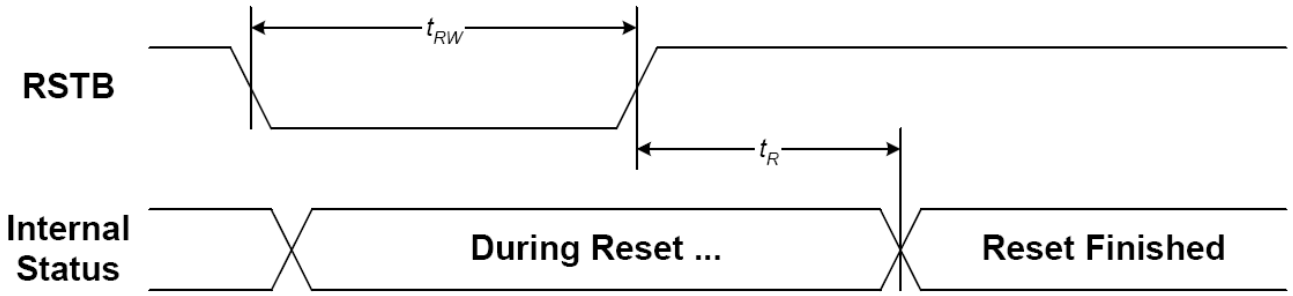 t_RW
RSTB
t_R
Internal
Status
During Reset ...
Reset Finished